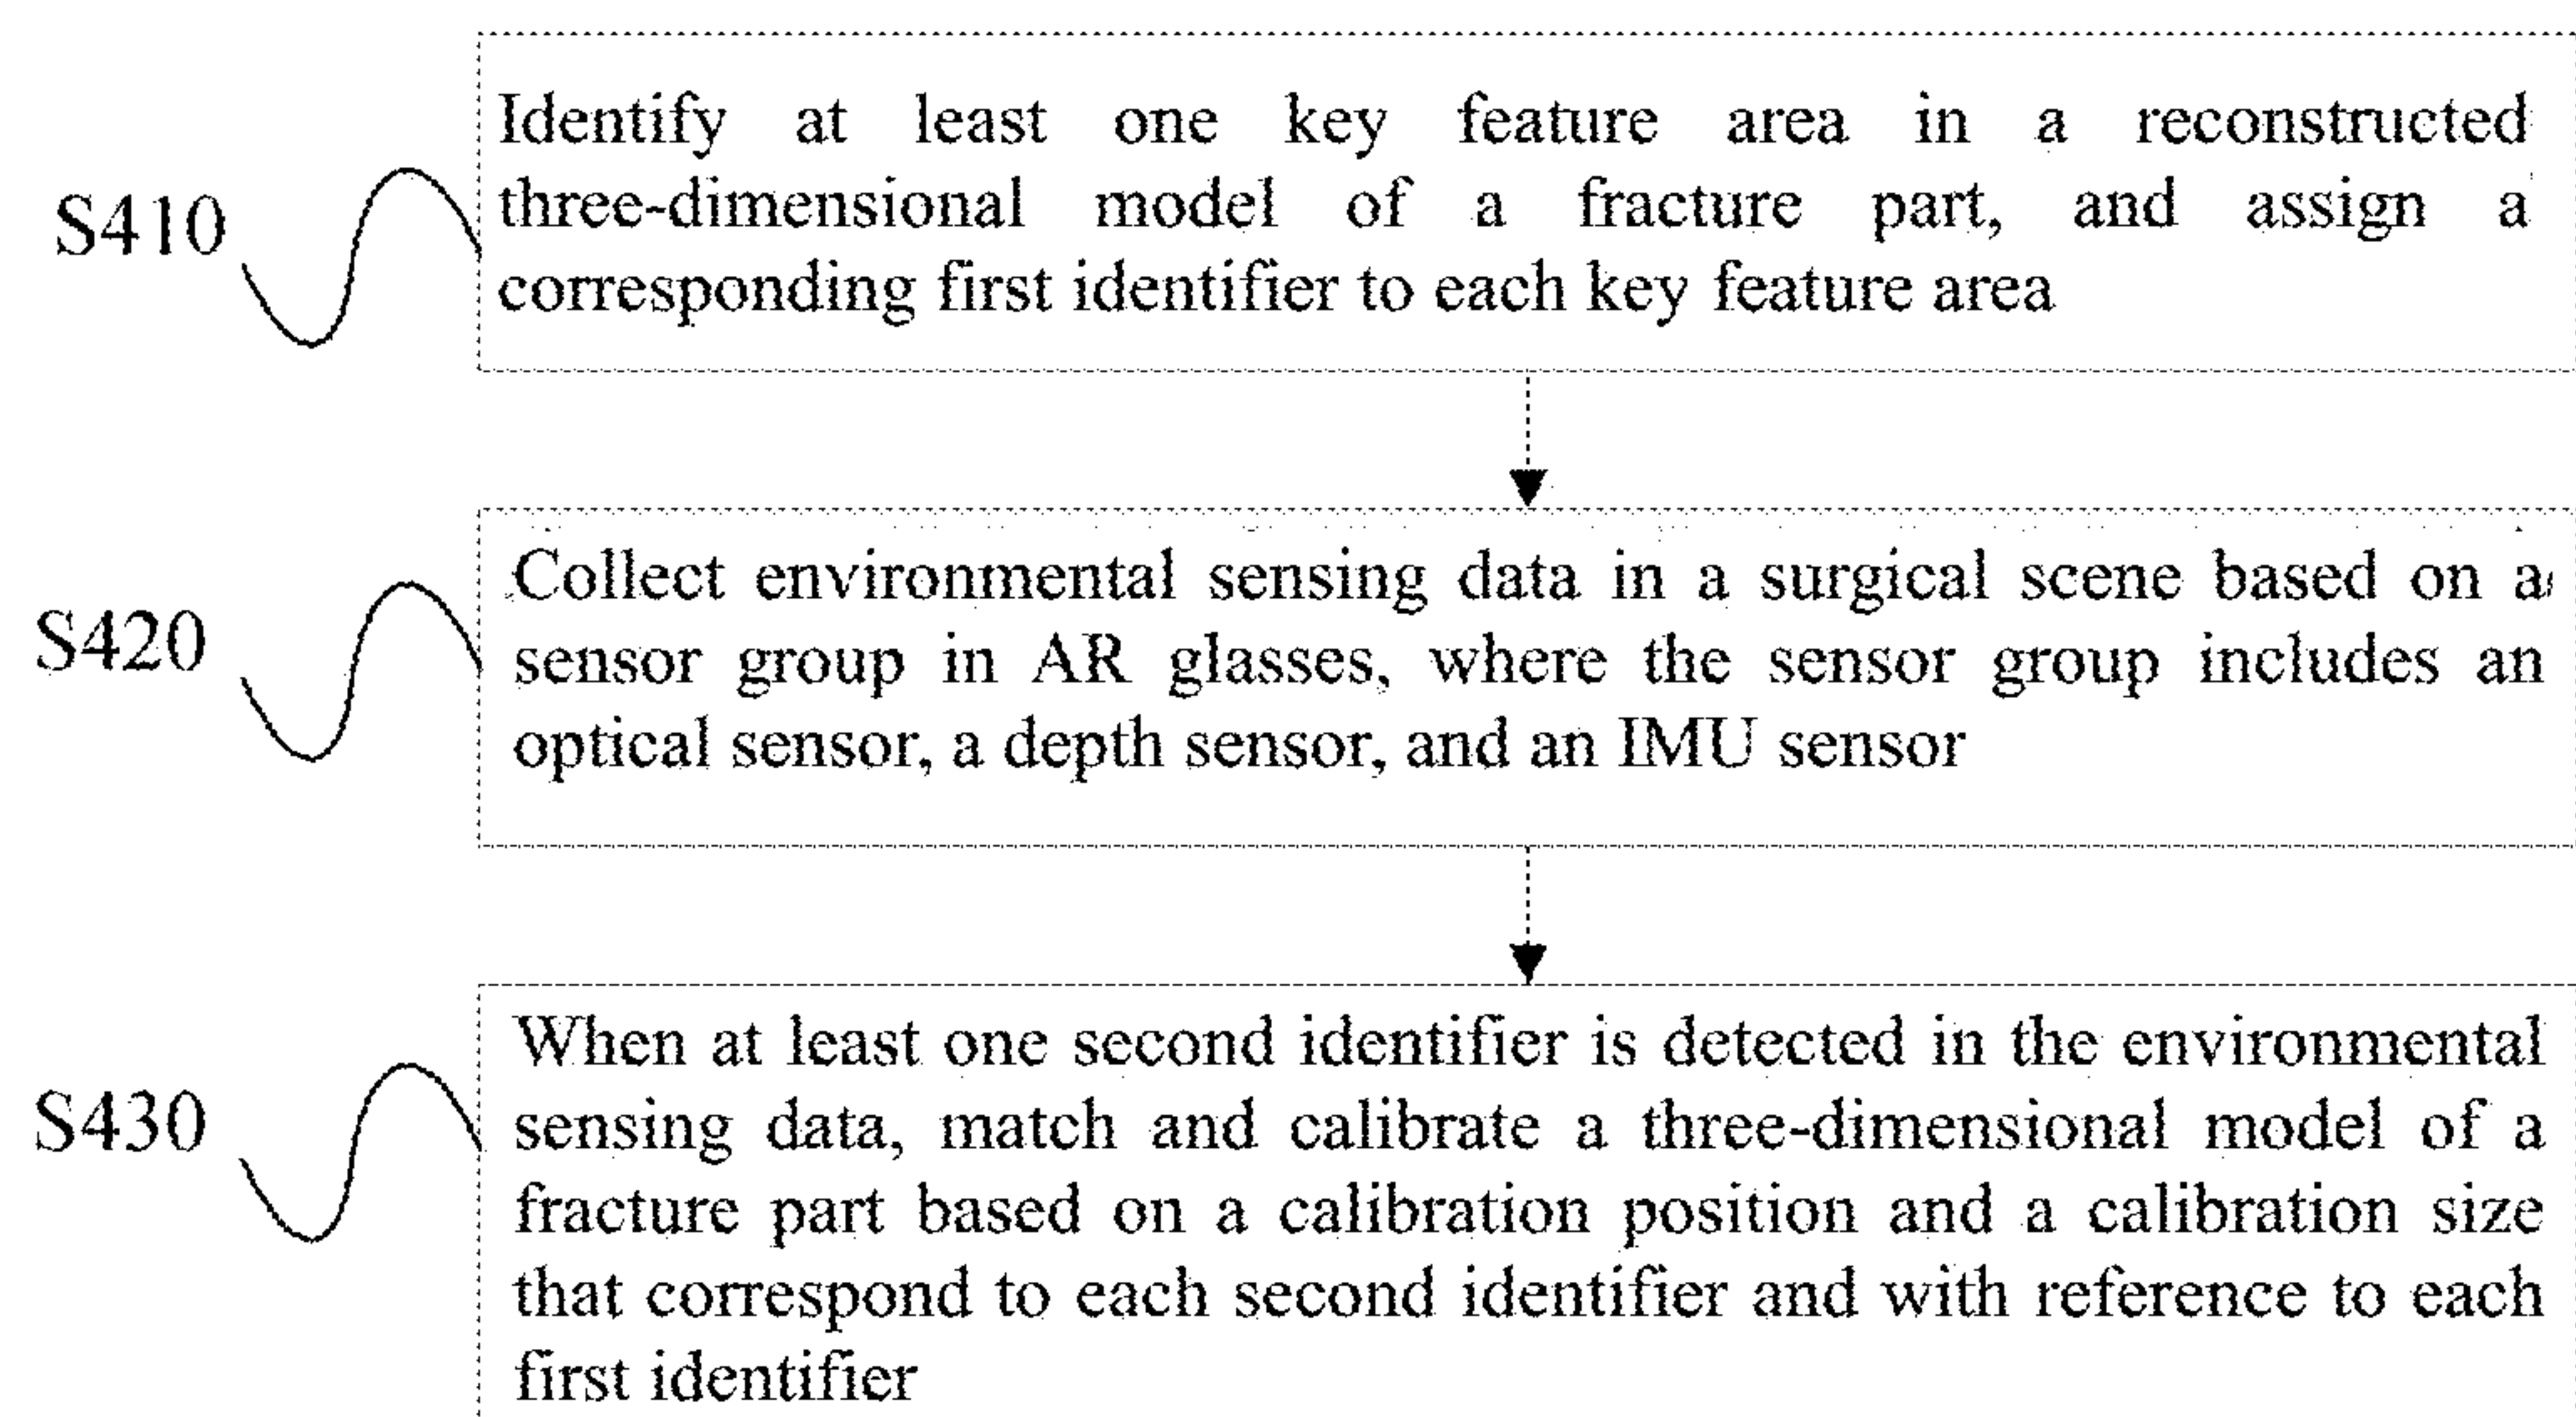 S410
Identify at least one key feature area in a reconstructed
three-dimensional model of a fracture part, and assign a
corresponding first identifier to each key feature area
S420
Collect environmental sensing data in a surgical scene based on a
sensor group in AR glasses, where the sensor group includes an
optical sensor, a depth sensor, and an IMU sensor
S430
When at least one second identifier is detected in the environmental
sensing data, match and calibrate a three-dimensional model of a
fracture part based on a calibration position and a calibration size
that correspond to each second identifier and with reference to each
first identifier